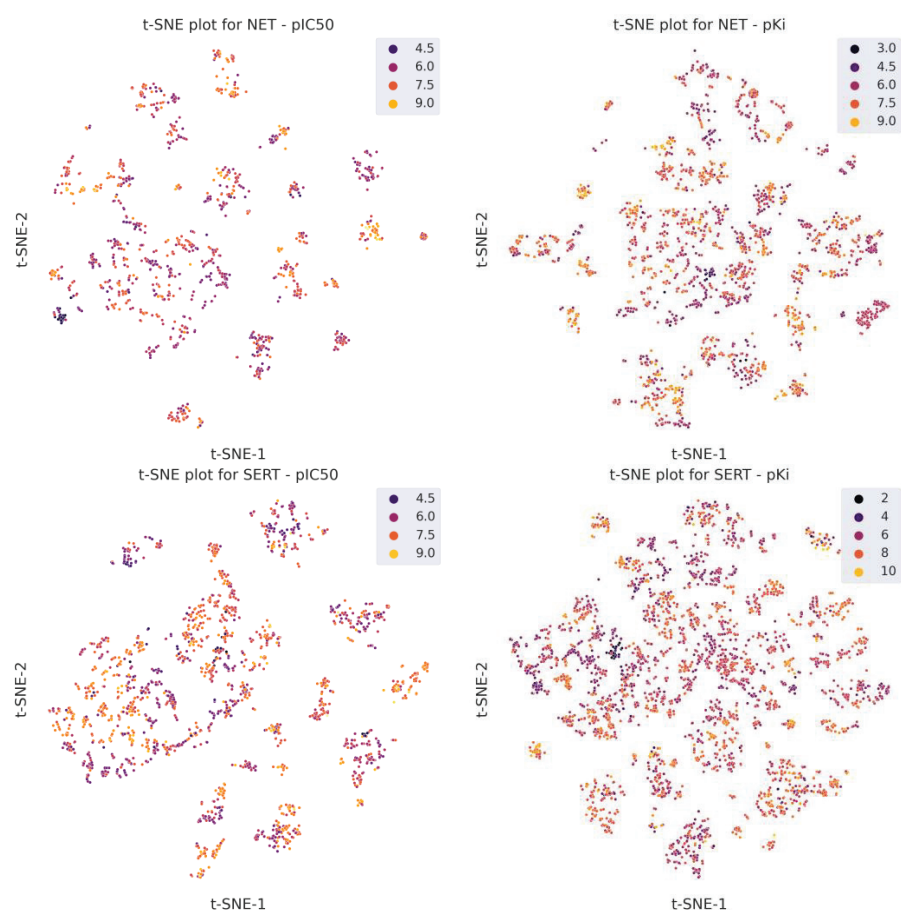 t-SNE plot for NET - pIC50
4.5
6.0
7.5
9.0
t-SNE-2
t-SNE-1
t-SNE plot for NET - pKi
3.0
4.5
6.0
7.5
9.0
t-SNE-2
t-SNE-1
t-SNE plot for SERT - pIC50
4.5
6.0
7.5
9.0
t-SNE-2
t-SNE-1
t-SNE plot for SERT - pKi
2
4
6
8
10
t-SNE-2
t-SNE-1